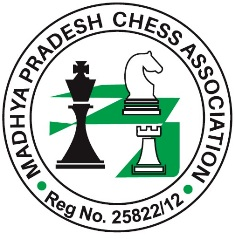 MADHYA PRADESH CHESS ASSOCIATION
Reg No. 25822/12